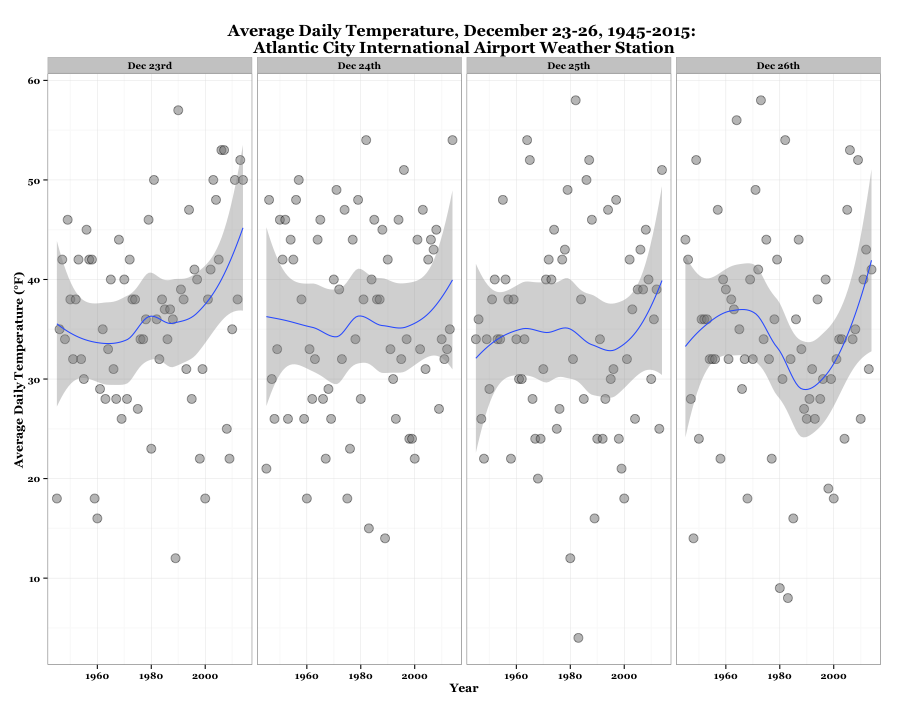 Average Daily Temperature, December 23-26, 1945-2015:
Atlantic City International Airport Weather Station
Dec 23rd Dec 24th Dec 25th Dec 26th
60
50
40
30
20
10
Average Daily Temperature (°F)
1960 1980 2000 1960 1980 2000 1960 1980 2000 1960 1980 2000
Year